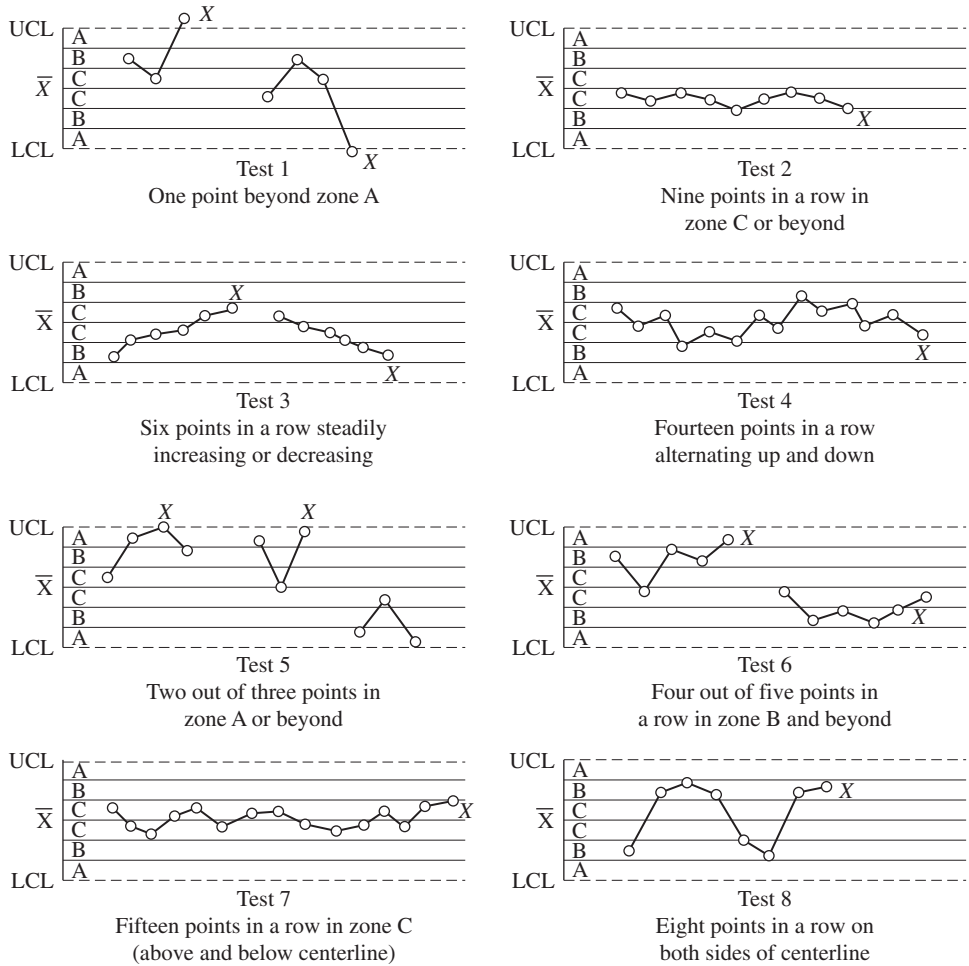 UCL
A
B
C
X̅
C
B
A
LCL
X
X
Test 1
One point beyond zone A
UCL
A
B
C
X̅
C
B
A
LCL
X
Test 2
Nine points in a row in
zone C or beyond
UCL
A
B
C
X̅
C
B
A
LCL
X
X
Test 3
Six points in a row steadily
increasing or decreasing
UCL
A
B
C
X̅
C
B
A
LCL
X
Test 4
Fourteen points in a row
alternating up and down
UCL
A
B
C
X̅
C
B
A
LCL
X
X
Test 5
Two out of three points in
zone A or beyond
UCL
A
B
C
X̅
C
B
A
LCL
X
X
Test 6
Four out of five points in
a row in zone B and beyond
UCL
A
B
C
X̅
C
B
A
LCL
X
Test 7
Fifteen points in a row in zone C
(above and below centerline)
UCL
A
B
C
X̅
C
B
A
LCL
X
Test 8
Eight points in a row on
both sides of centerline